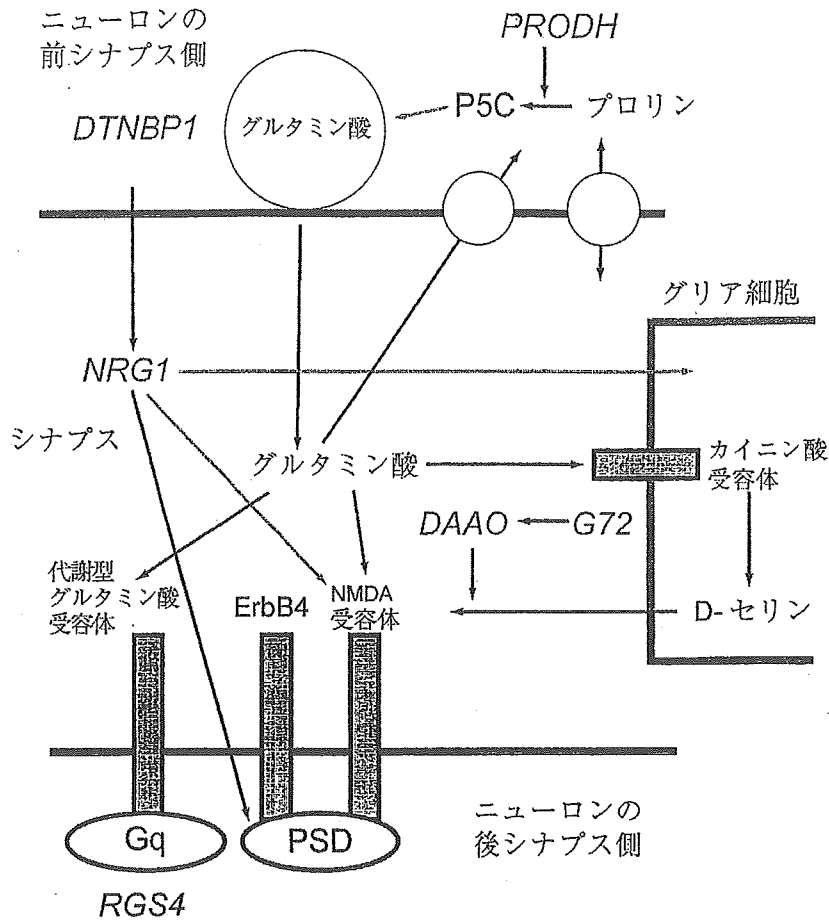 ニューロンの
前シナプス側
PRODH
P5C
プロリン
DTNBP1
グルタミン酸
グリア細胞
NRG1
シナプス
グルタミン酸
カイニン酸
受容体
DAAO
G72
代謝型
グルタミン酸
受容体
ErbB4
NMDA
受容体
D-セリン
Gq
PSD
ニューロンの
後シナプス側
RGS4